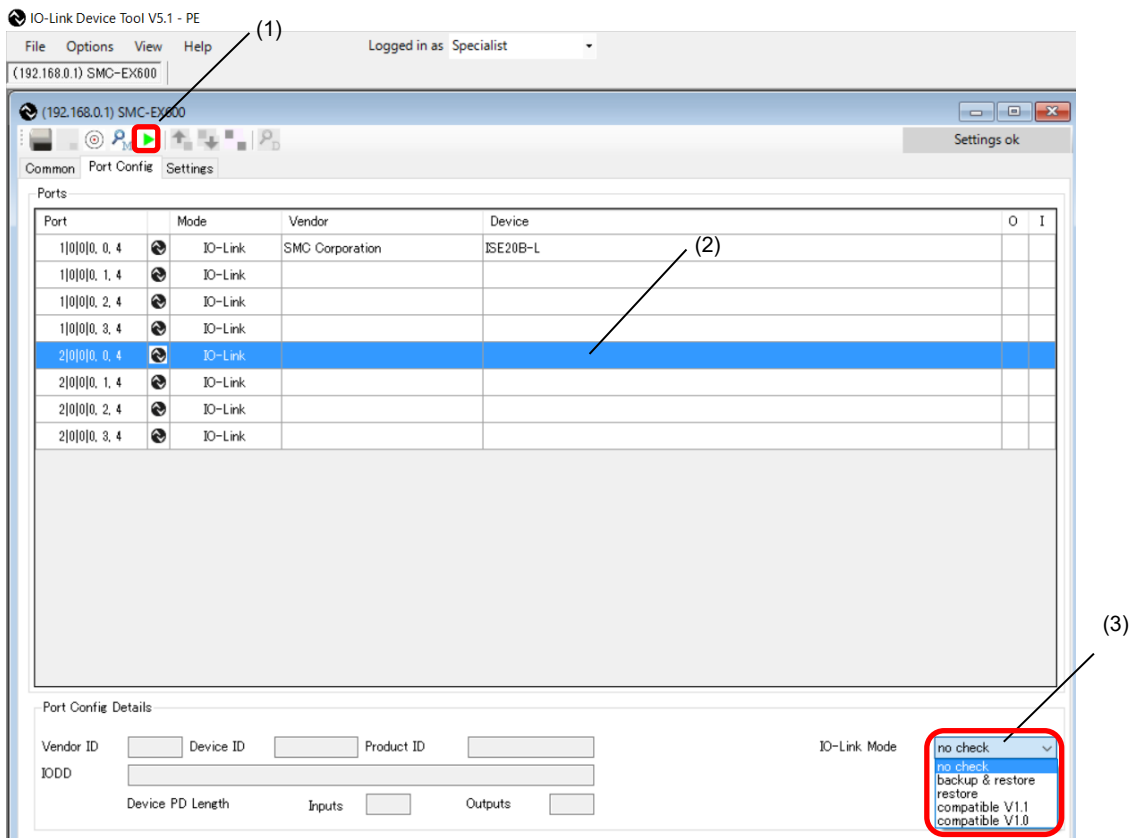 IO-Link Device Tool V5.1 - PE
(1)
File Options View Help Logged in as Specialist
(192.168.0.1) SMC-EX600
(192.168.0.1) SMC-EX600
Settings ok
Common Port Config Settings
Ports
Port Mode Vendor Device O I
1|0|0|0, 0, 4 IO-Link SMC Corporation ISE20B-L
(2)
1|0|0|0, 1, 4 IO-Link
1|0|0|0, 2, 4 IO-Link
1|0|0|0, 3, 4 IO-Link
2|0|0|0, 0, 4 IO-Link
2|0|0|0, 1, 4 IO-Link
2|0|0|0, 2, 4 IO-Link
2|0|0|0, 3, 4 IO-Link
(3)
Port Config Details
Vendor ID Device ID Product ID IO-Link Mode no check
IODD
no check
backup & restore
restore
compatible V1.1
compatible V1.0
Device PD Length Inputs Outputs